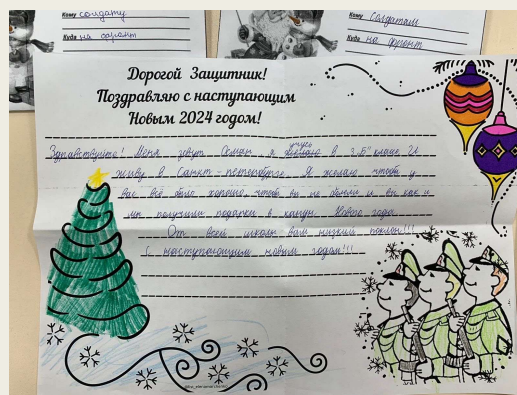 Кому солдату
Куда на фронт
Кому Солдатам
Куда на фронт
Дорогой Защитник!
Поздравляю с наступающим
Новым 2024 годом!
учусь
Здравствуйте! Меня зовут Семён я желаю в 3 „Б" классе. И
живу в Санкт-петербурге. Я желаю чтобы у
вас всё было хорошо, чтобы вы не болели и вы как и
мы получили подарки в канун Нового года.
От всей школы вам низкий поклон!!!
С наступающим новым годом!!!